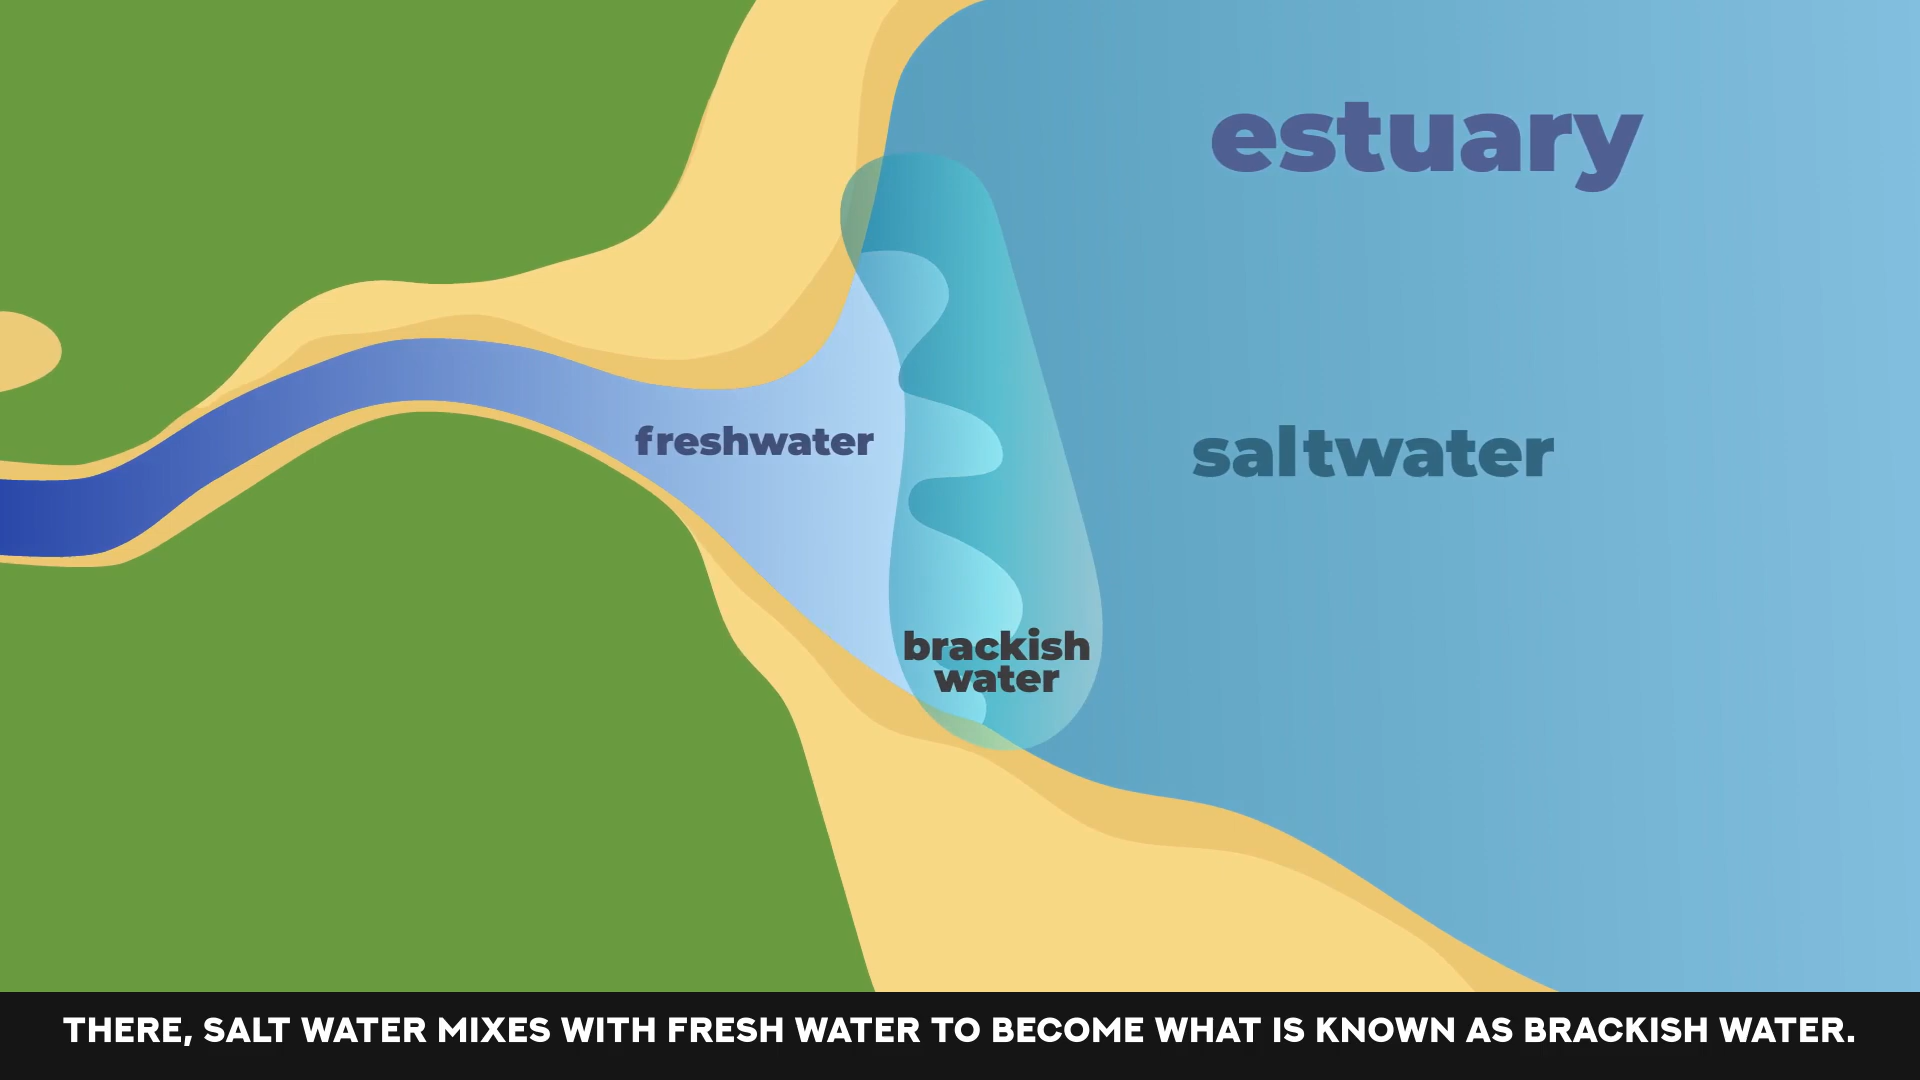 estuary
freshwater
saltwater
brackish
water
THERE, SALT WATER MIXES WITH FRESH WATER TO BECOME WHAT IS KNOWN AS BRACKISH WATER.